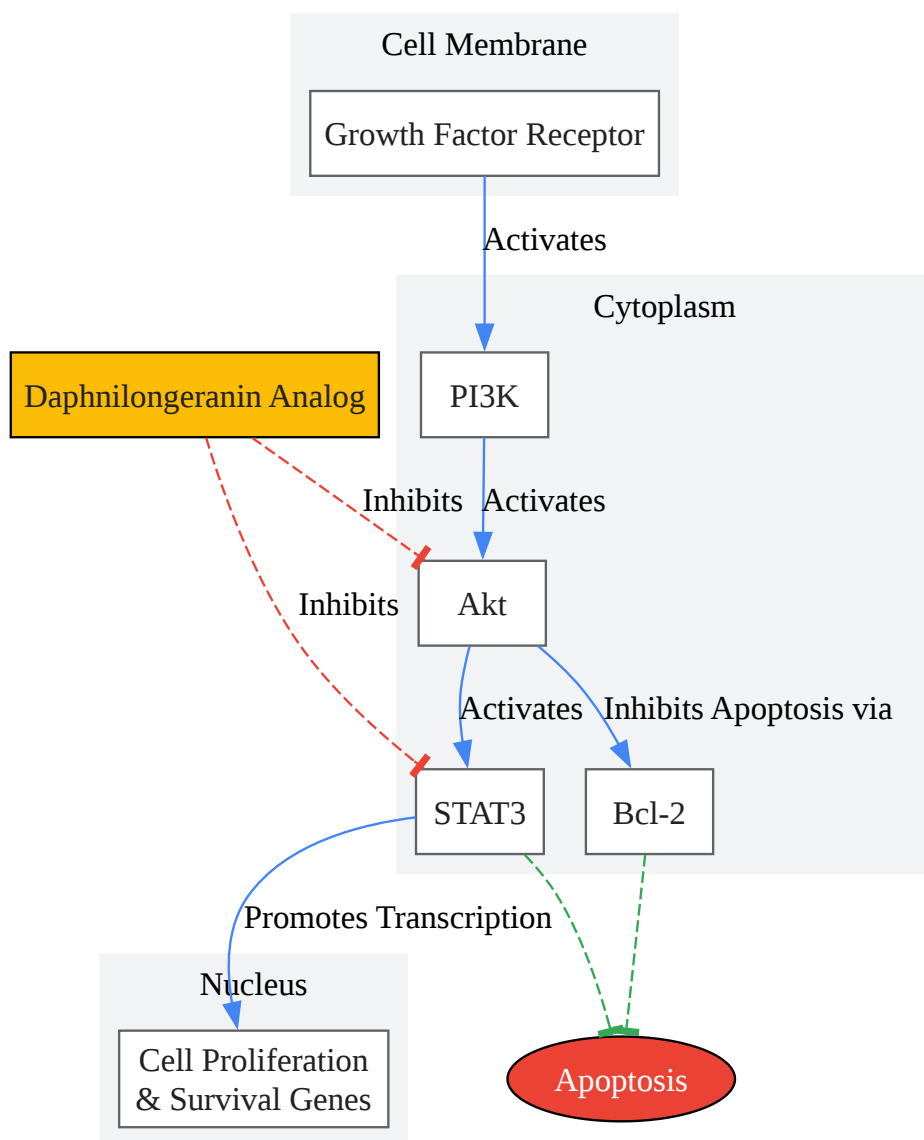 Cell Membrane
Growth Factor Receptor
Activates
Cytoplasm
Daphnilongeranin Analog
PI3K
Inhibits
Activates
Inhibits
Akt
Activates
Inhibits Apoptosis via
STAT3
Bcl-2
Promotes Transcription
Nucleus
Cell Proliferation
& Survival Genes
Apoptosis